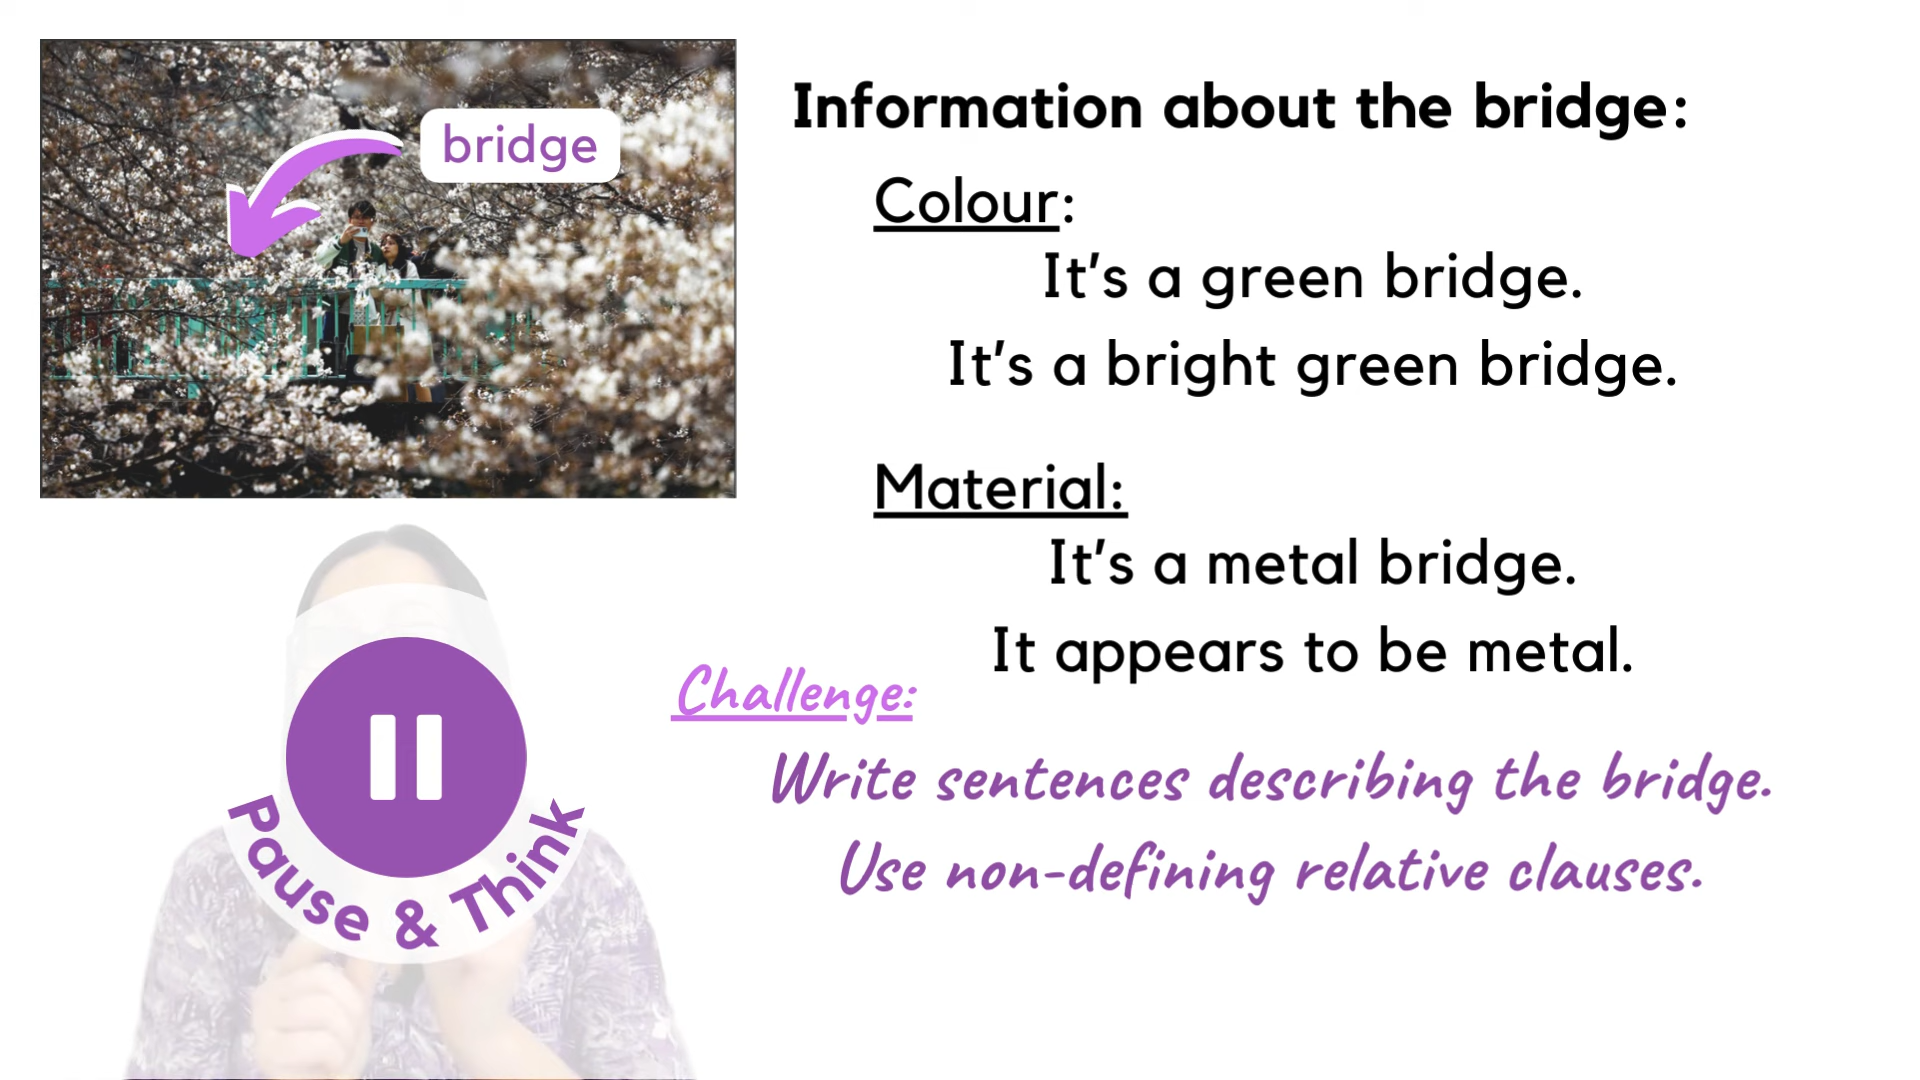 bridge
Information about the bridge:
Colour:
It's a green bridge.
It's a bright green bridge.
Material:
It's a metal bridge.
It appears to be metal.
Challenge:
Write sentences describing the bridge.
Use non-defining relative clauses.
Pause & Think